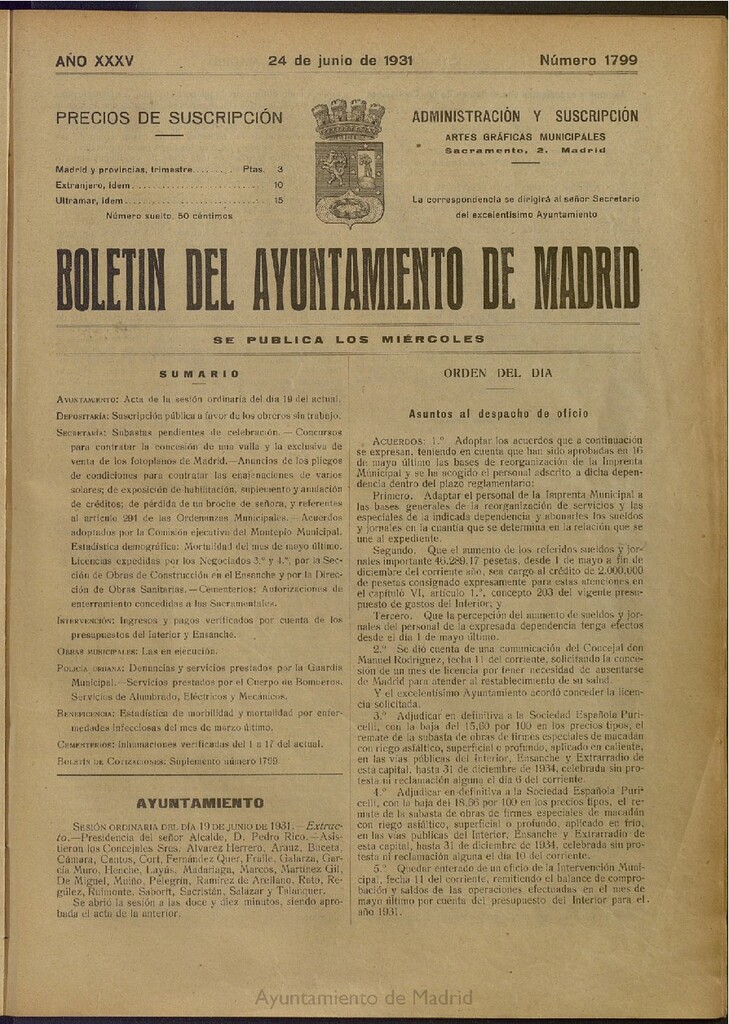 AÑO XXXV
24 de junio de 1931
Número 1799
PRECIOS DE SUSCRIPCIÓN
Madrid y provincias, trimestre........ Ptas. 3
Extranjero, ídem........................ 10
Ultramar, ídem.......................... 15
Número suelto, 50 céntimos
ADMINISTRACIÓN Y SUSCRIPCIÓN
ARTES GRÁFICAS MUNICIPALES
Sacramento, 2. Madrid
La correspondencia se dirigirá al señor Secretario
del excelentísimo Ayuntamiento
BOLETIN DEL AYUNTAMIENTO DE MADRID
SE PUBLICA LOS MIÉRCOLES
SUMARIO
AYUNTAMIENTO: Acta de la sesión ordinaria del día 19 del actual.
DEPOSITARÍA: Suscripción pública a favor de los obreros sin trabajo.
SECRETARÍA: Subastas pendientes de celebración.—Concursos
para contratar la concesión de una valla y la exclusiva de
venta de los fotoplanos de Madrid.—Anuncios de los pliegos
de condiciones para contratar las enajenaciones de varios
solares; de exposición de habilitación, suplemento y anulación
de créditos; de pérdida de un broche de señora, y referentes
al artículo 291 de las Ordenanzas Municipales.—Acuerdos
adoptados por la Comisión ejecutiva del Montepío Municipal.
Estadística demográfica: Mortalidad del mes de mayo último.
Licencias expedidas por los Negociados 3.º y 4.º, por la Sec-
ción de Obras de Construcción en el Ensanche y por la Direc-
ción de Obras Sanitarias.—Cementerios: Autorizaciones de
enterramiento concedidas a las Sacramentales.
INTERVENCIÓN: Ingresos y pagos verificados por cuenta de los
presupuestos del Interior y Ensanche.
OBRAS MUNICIPALES: Las en ejecución.
POLICÍA URBANA: Denuncias y servicios prestados por la Guardia
Municipal.—Servicios prestados por el Cuerpo de Bomberos.
Servicios de Alumbrado, Eléctricos y Mecánicos.
BENEFICENCIA: Estadística de morbilidad y mortalidad por enfer-
medades infecciosas del mes de marzo último.
CEMENTERIOS: Inhumaciones verificadas del 1 a 17 del actual.
BOLETÍN DE COTIZACIONES: Suplemento número 1799.
AYUNTAMIENTO
SESIÓN ORDINARIA DEL DÍA 19 DE JUNIO DE 1931.—Extrac-
to.—Presidencia del señor Alcalde, D. Pedro Rico.—Asis-
tieron los Concejales Sres. Alvarez Herrero, Arauz, Buceta,
Cámara, Cantos, Cort, Fernández Quer, Fraile, Galarza, Gar-
cía Muro, Henche, Layús, Madariaga, Marcos, Martínez Gil,
De Miguel, Muiño, Pelegrín, Ramírez de Arellano, Rato, Re-
gúlez, Rulmonte, Saborit, Sacristán, Salazar y Talanquer.
Se abrió la sesión a las doce y diez minutos, siendo apro-
bada el acta de la anterior.
ORDEN DEL DIA
Asuntos al despacho de oficio
ACUERDOS: 1.º Adoptar los acuerdos que a continuación
se expresan, teniendo en cuenta que han sido aprobadas en 16
de mayo último las bases de reorganización de la Imprenta
Municipal y se ha acogido el personal adscrito a dicha depen-
dencia dentro del plazo reglamentario:
Primero. Adaptar el personal de la Imprenta Municipal a
las bases generales de la reorganización de servicios y las
especiales de la indicada dependencia y abonarles los sueldos
y jornales en la cuantía que se determina en la relación que se
une al expediente.
Segundo. Que el aumento de los referidos sueldos y jor-
nales importante 46.289,17 pesetas, desde 1 de mayo a fin de
diciembre del corriente año, sea cargo al crédito de 2.000.000
de pesetas consignado expresamente para estas atenciones en
el capítulo VI, artículo 1.º, concepto 203 del vigente presu-
puesto de gastos del Interior; y
Tercero. Que la percepción del aumento de sueldos y jor-
nales del personal de la expresada dependencia tenga efectos
desde el día 1 de mayo último.
2.º Se dió cuenta de una comunicación del Concejal don
Manuel Rodríguez, fecha 11 del corriente, solicitando la conce-
sión de un mes de licencia por tener necesidad de ausentarse
de Madrid para atender al restablecimiento de su salud.
Y el excelentísimo Ayuntamiento acordó conceder la licen-
cia solicitada.
3.º Adjudicar en definitiva a la Sociedad Española Puri-
celli, con la baja del 15,60 por 100 en los precios tipos, el
remate de la subasta de obras de firmes especiales de macadán
con riego asfáltico, superficial o profundo, aplicado en caliente,
en las vías públicas del Interior, Ensanche y Extrarradio de
esta capital, hasta 31 de diciembre de 1934, celebrada sin pro-
testa ni reclamación alguna el día 6 del corriente.
4.º Adjudicar en definitiva a la Sociedad Española Puri-
celli, con la baja del 18,66 por 100 en los precios tipos, el re-
mate de la subasta de obras de firmes especiales de macadán
con riego asfáltico, superficial o profundo, aplicado en frío,
en las vías públicas del Interior, Ensanche y Extrarradio de
esta capital, hasta 31 de diciembre de 1934, celebrada sin pro-
testa ni reclamación alguna el día 10 del corriente.
5.º Quedar enterado de un oficio de la Intervención Muni-
cipal, fecha 11 del corriente, remitiendo el balance de compro-
bación y saldos de las operaciones efectuadas en el mes de
mayo último por cuenta del presupuesto del Interior para el
año 1931.
Ayuntamiento de Madrid